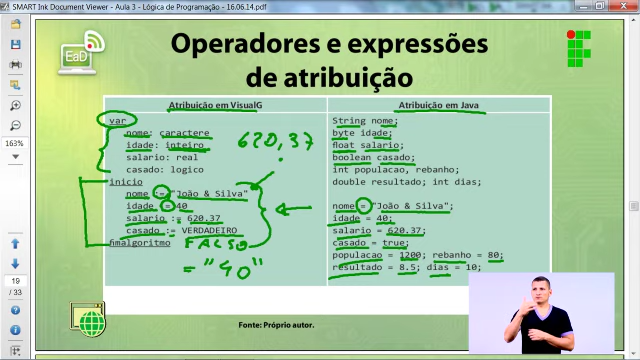 SMART Ink Document Viewer - Aula 3 - Lógica de Programação - 16.06.14.pdf
EaD
Operadores e expressões
de atribuição
Atribuição em VisualG
var
nome: caractere
idade: inteiro
salario: real
casado: logico
inicio
nome := "João & Silva"
idade = 40
salario := 620.37
casado := VERDADEIRO
fimalgoritmo
620,37
FALSO
= "40"
Atribuição em Java
String nome;
byte idade;
float salario;
boolean casado;
int populacao, rebanho;
double resultado; int dias;
nome = "João & Silva";
idade = 40;
salario = 620.37;
casado = true;
populacao = 1200; rebanho = 80;
resultado = 8.5; dias = 10;
Fonte: Próprio autor.
163%
19
/ 33